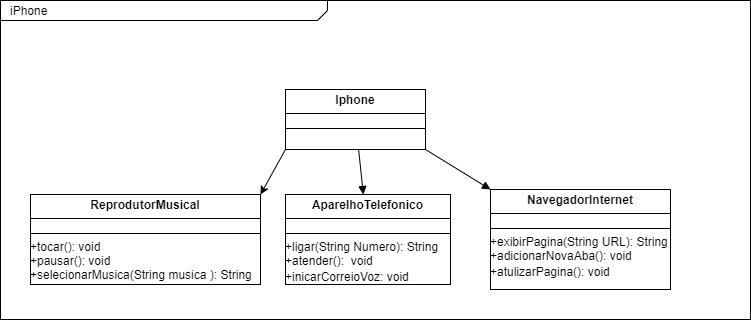 iPhone
Iphone
ReprodutorMusical
+tocar(): void
+pausar(): void
+selecionarMusica(String musica ): String
AparelhoTelefonico
+ligar(String Numero): String
+atender():  void
+inicarCorreioVoz: void
NavegadorInternet
+exibirPagina(String URL): String
+adicionarNovaAba(): void
+atulizarPagina(): void